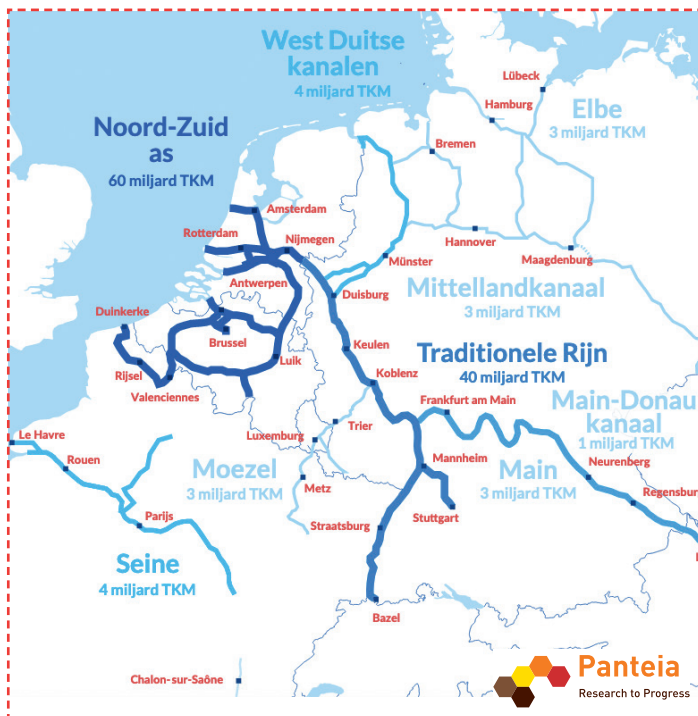 West Duitse
kanalen
4 miljard TKM
Lübeck
Hamburg
Elbe
3 miljard TKM
Noord-Zuid
as
60 miljard TKM
Bremen
Amsterdam
Rotterdam
Nijmegen
Hannover
Münster
Maagdenburg
Antwerpen
Duisburg
Mittellandkanaal
3 miljard TKM
Duinkerke
Brussel
Keulen
Luik
Traditionele Rijn
40 miljard TKM
Rijsel
Koblenz
Valenciennes
Frankfurt am Main
Main-Donau
kanaal
1 miljard TKM
Trier
Le Havre
Luxemburg
Rouen
Moezel
3 miljard TKM
Mannheim
Main
3 miljard TKM
Neurenberg
Metz
Regensbur
Parijs
Straatsburg
Stuttgart
Seine
4 miljard TKM
Bazel
Chalon-sur-Saône
Panteia
Research to Progress